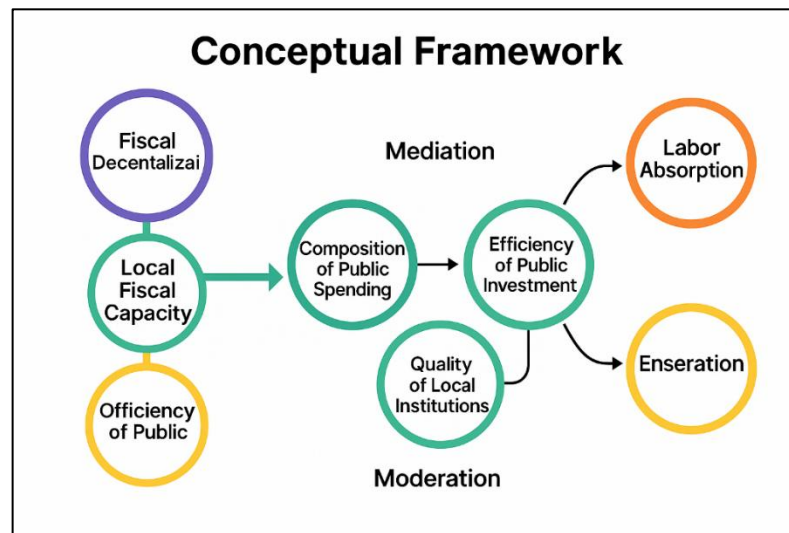 Conceptual Framework
Fiscal
Decentalizai
Local
Fiscal
Capacity
Officiency
of Public
Mediation
Composition
of Public
Spending
Efficiency
of Public
Investment
Quality
of Local
Institutions
Moderation
Labor
Absorption
Enseration